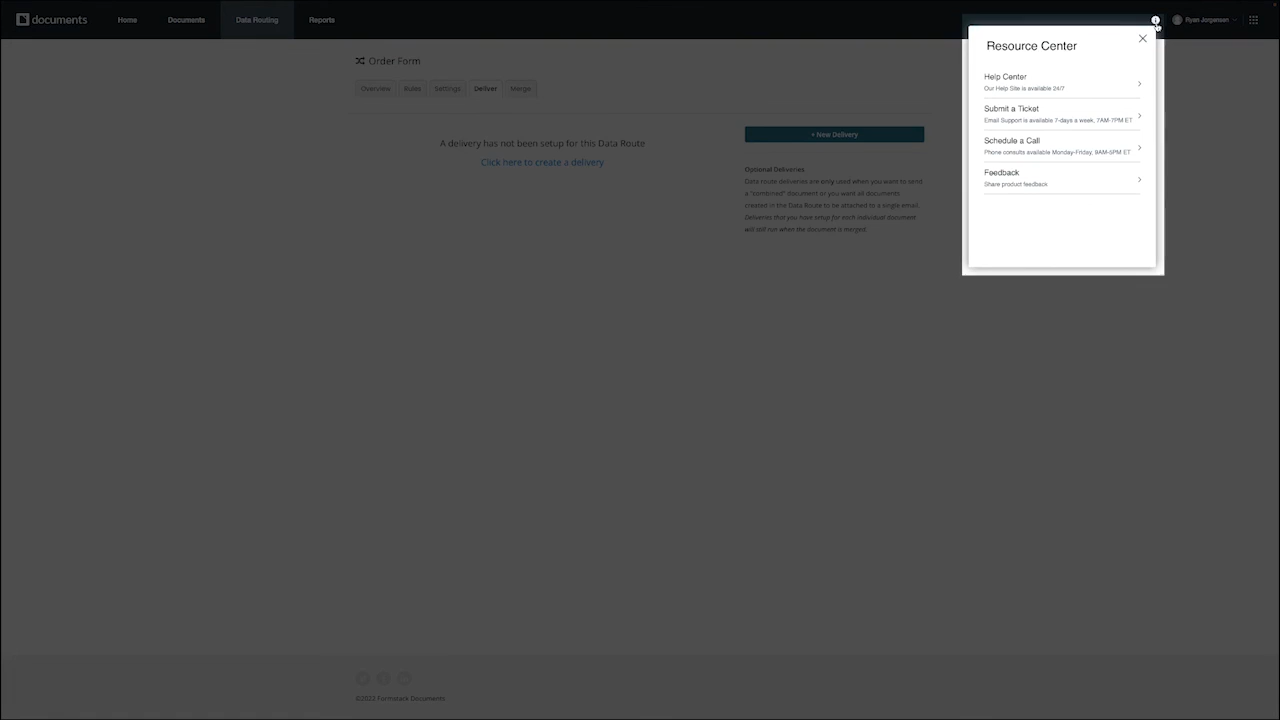 documents
Home
Documents
Data Routing
Reports
Ryan Jorgensen
Order Form
Overview
Rules
Settings
Deliver
Merge
A delivery has not been setup for this Data Route
Click here to create a delivery
+ New Delivery
Optional Deliveries
Data route deliveries are only used when you want to send
a "combined" document or you want all documents
created in the Data Route to be attached to a single email.
Deliveries that you have setup for each individual document
will still run when the document is merged.
Resource Center
Help Center
Our Help Site is available 24/7
Submit a Ticket
Email Support is available 7-days a week, 7AM-7PM ET
Schedule a Call
Phone consults available Monday-Friday, 9AM-5PM ET
Feedback
Share product feedback
©2023 Formstack Documents